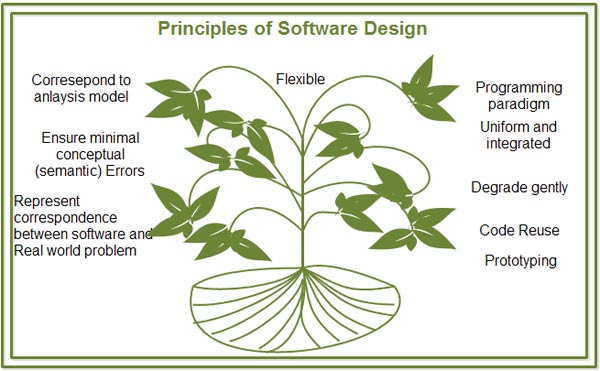 Principles of Software Design
Corresepond to
anlaysis model
Ensure minimal
conceptual
(semantic) Errors
Represent
correspondence
between software and
Real world problem
Flexible
Programming
paradigm
Uniform and
integrated
Degrade gently
Code Reuse
Prototyping